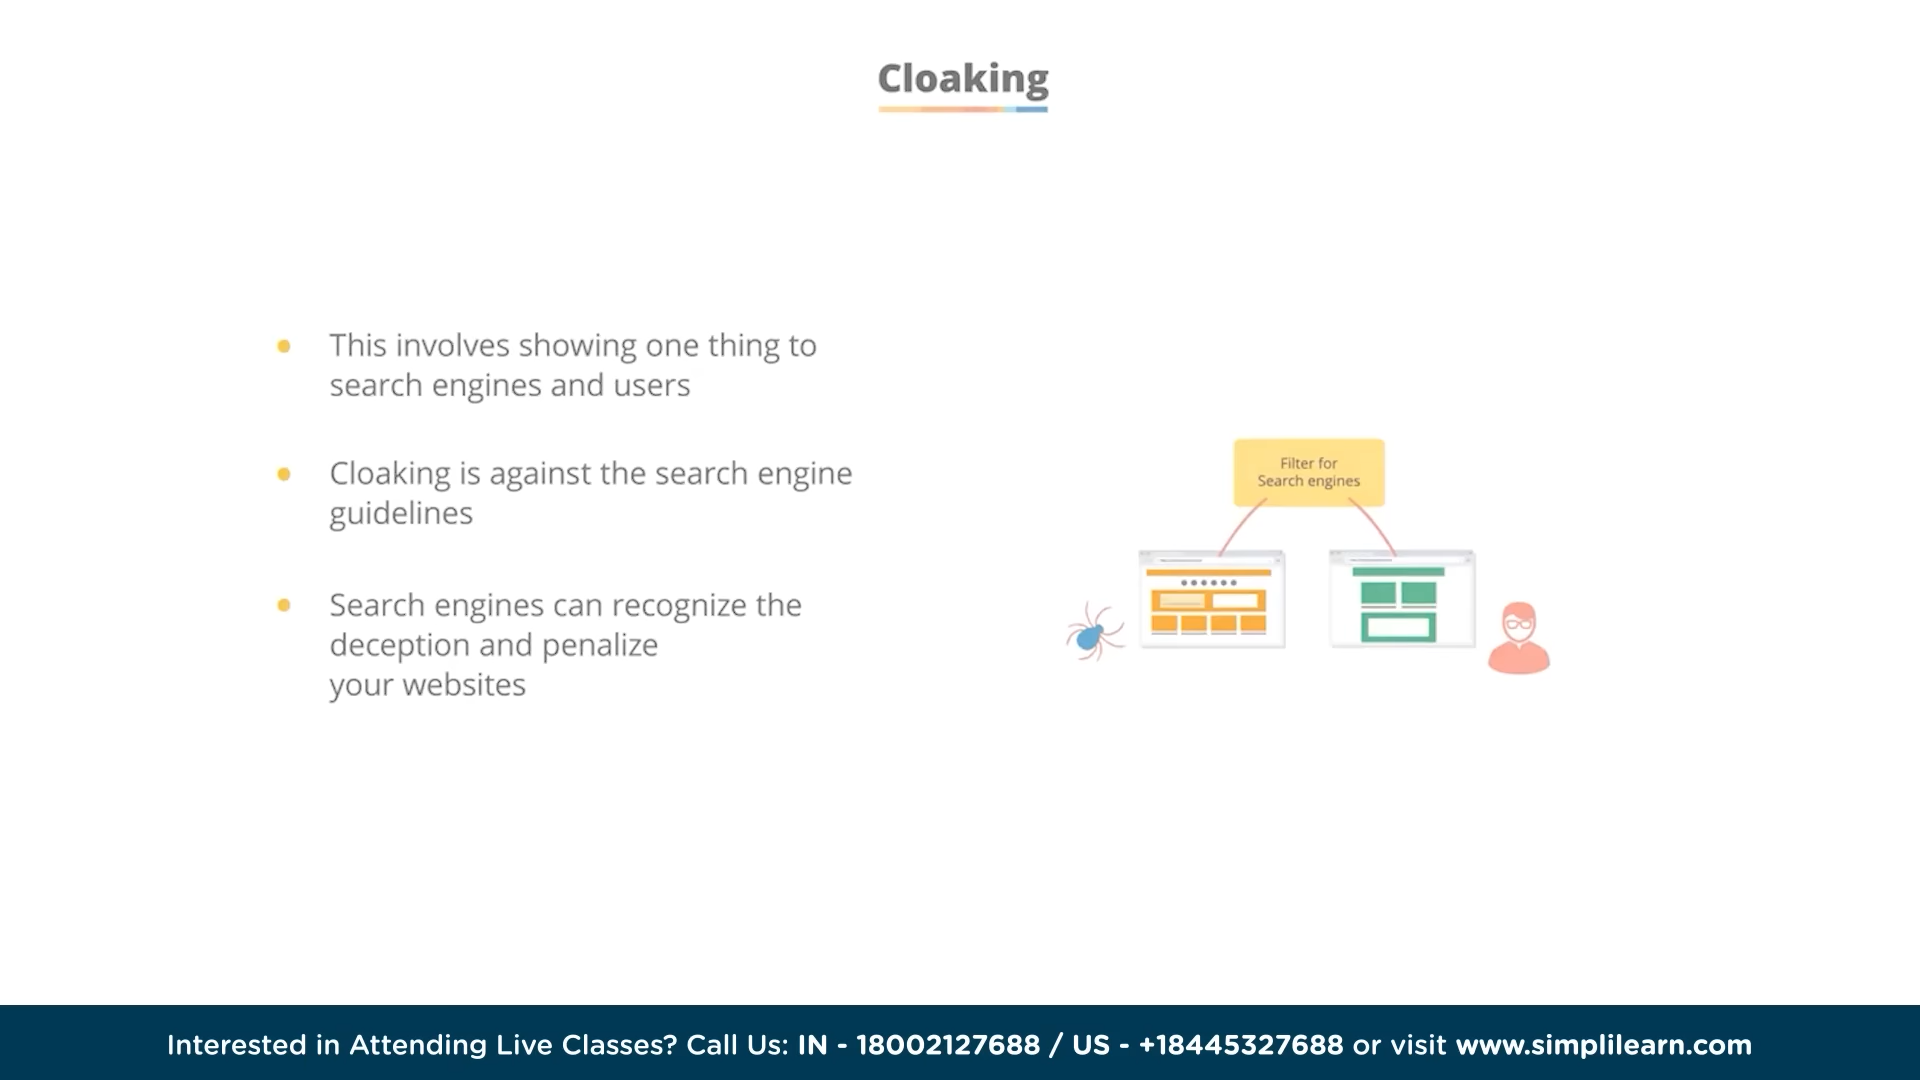 Cloaking
This involves showing one thing to
search engines and users
Cloaking is against the search engine
guidelines
Search engines can recognize the
deception and penalize
your websites
Filter for
Search engines
Interested in Attending Live Classes? Call Us: IN - 18002127688 / US - +18445327688 or visit www.simplilearn.com